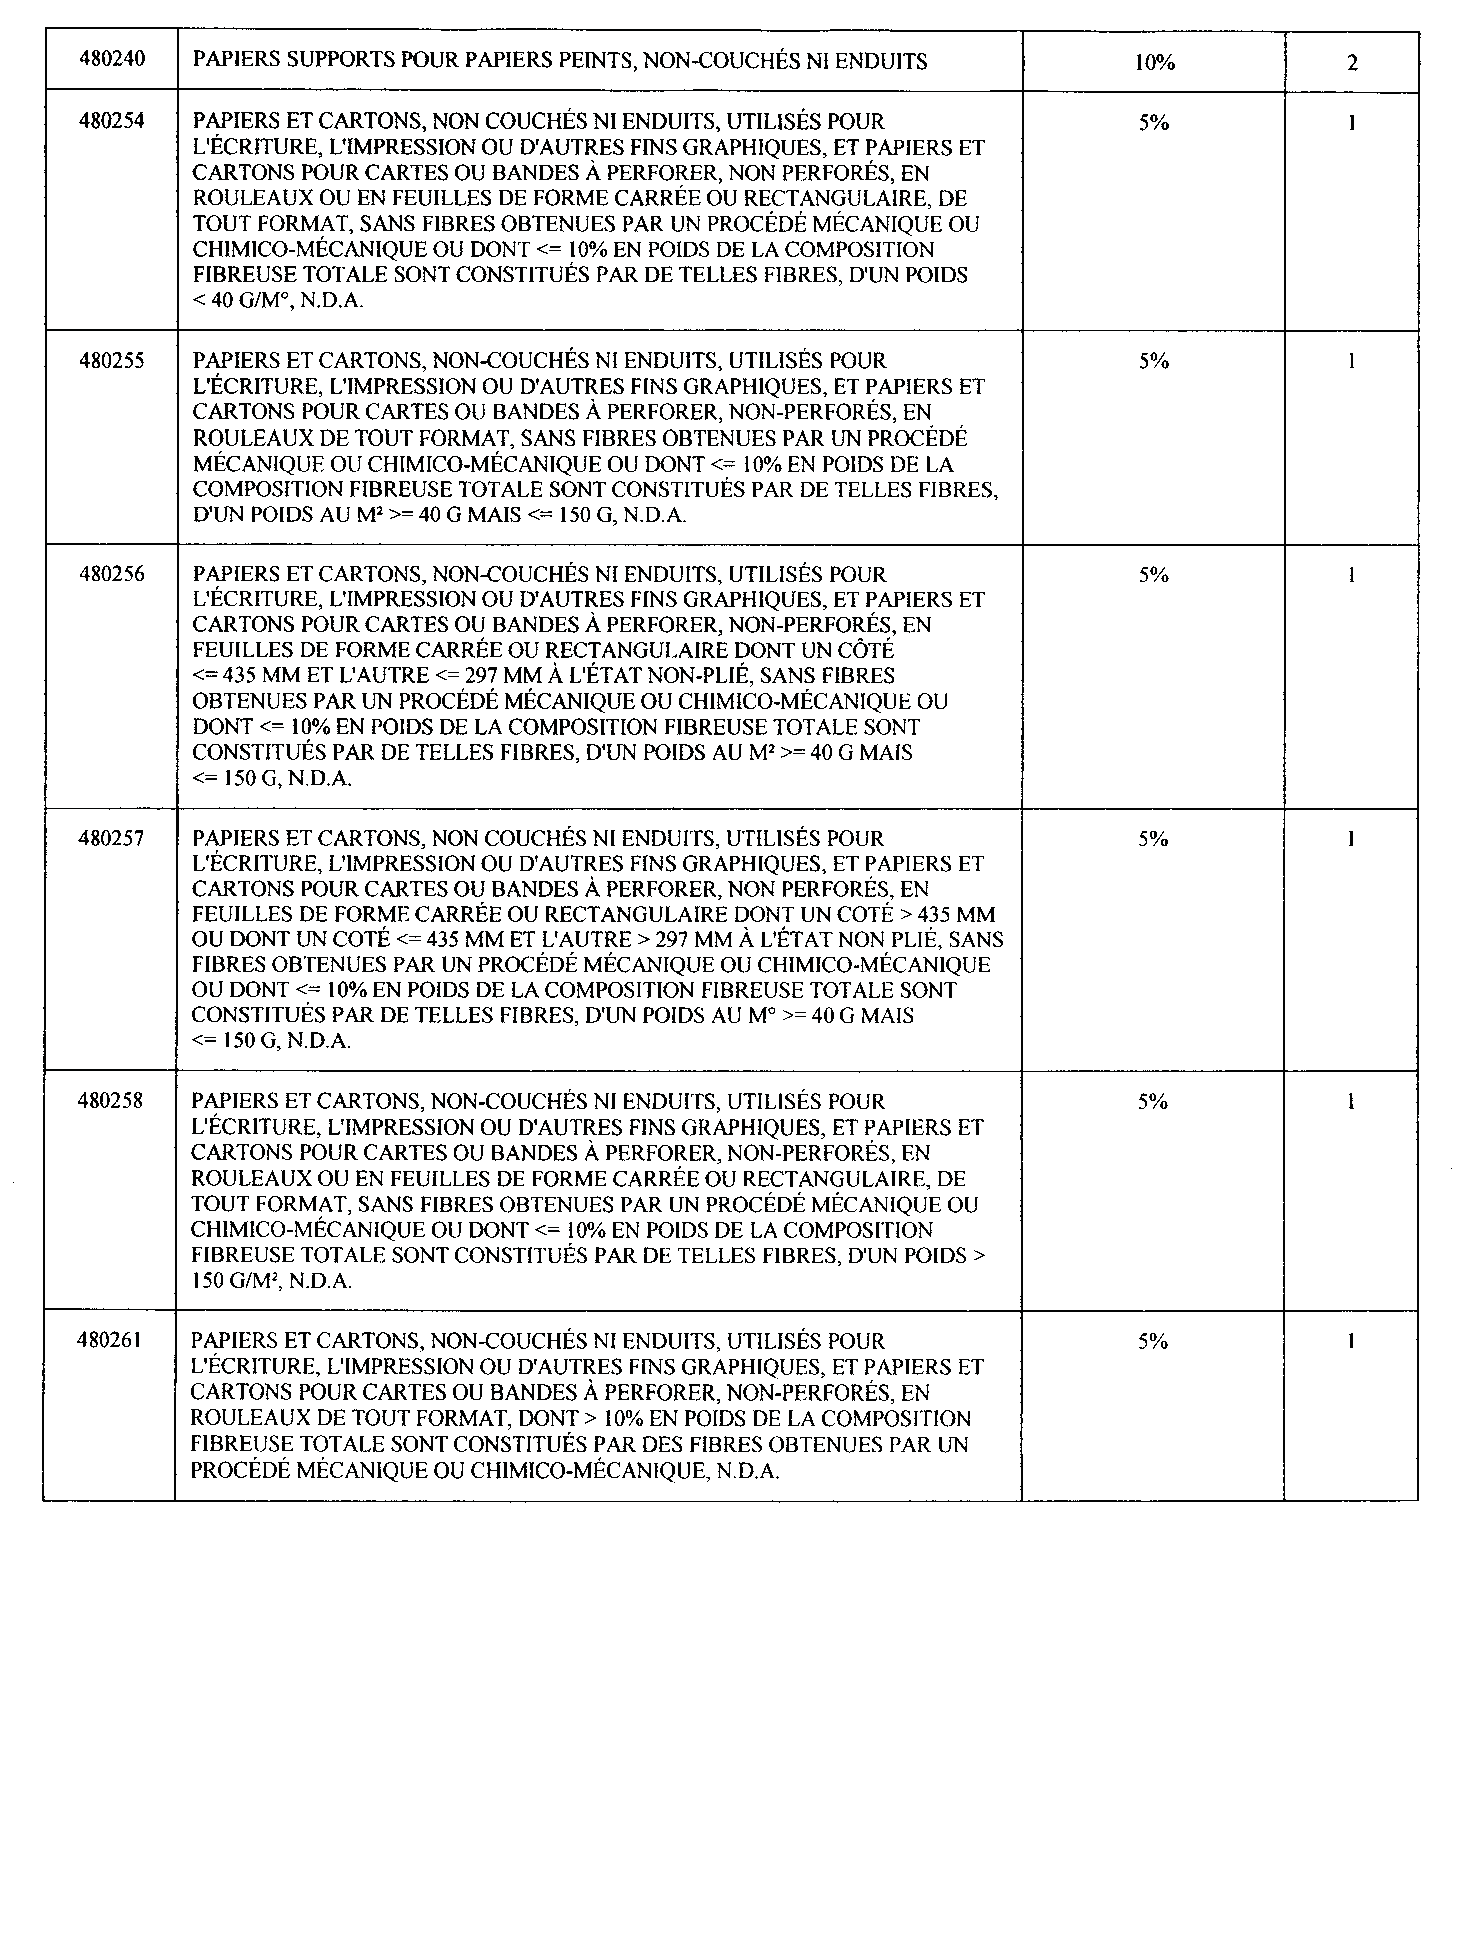 480240 PAPIERS SUPPORTS POUR PAPIERS PEINTS, NON-COUCHÉS NI ENDUITS 10% 2
480254 PAPIERS ET CARTONS, NON COUCHÉS NI ENDUITS, UTILISÉS POUR 5% 1
L'ÉCRITURE, L'IMPRESSION OU D'AUTRES FINS GRAPHIQUES, ET PAPIERS ET
CARTONS POUR CARTES OU BANDES À PERFORER, NON PERFORÉS, EN
ROULEAUX OU EN FEUILLES DE FORME CARRÉE OU RECTANGULAIRE, DE
TOUT FORMAT, SANS FIBRES OBTENUES PAR UN PROCÉDÉ MÉCANIQUE OU
CHIMICO-MÉCANIQUE OU DONT <= 10% EN POIDS DE LA COMPOSITION
FIBREUSE TOTALE SONT CONSTITUÉS PAR DE TELLES FIBRES, D'UN POIDS
< 40 G/M°, N.D.A.
480255 PAPIERS ET CARTONS, NON-COUCHÉS NI ENDUITS, UTILISÉS POUR 5% 1
L'ÉCRITURE, L'IMPRESSION OU D'AUTRES FINS GRAPHIQUES, ET PAPIERS ET
CARTONS POUR CARTES OU BANDES À PERFORER, NON-PERFORÉS, EN
ROULEAUX DE TOUT FORMAT, SANS FIBRES OBTENUES PAR UN PROCÉDÉ
MÉCANIQUE OU CHIMICO-MÉCANIQUE OU DONT <= 10% EN POIDS DE LA
COMPOSITION FIBREUSE TOTALE SONT CONSTITUÉS PAR DE TELLES FIBRES,
D'UN POIDS AU M² >= 40 G MAIS <= 150 G, N.D.A.
480256 PAPIERS ET CARTONS, NON-COUCHÉS NI ENDUITS, UTILISÉS POUR 5% 1
L'ÉCRITURE, L'IMPRESSION OU D'AUTRES FINS GRAPHIQUES, ET PAPIERS ET
CARTONS POUR CARTES OU BANDES À PERFORER, NON-PERFORÉS, EN
FEUILLES DE FORME CARRÉE OU RECTANGULAIRE DONT UN CÔTÉ
<= 435 MM ET L'AUTRE <= 297 MM À L'ÉTAT NON-PLIÉ, SANS FIBRES
OBTENUES PAR UN PROCÉDÉ MÉCANIQUE OU CHIMICO-MÉCANIQUE OU
DONT <= 10% EN POIDS DE LA COMPOSITION FIBREUSE TOTALE SONT
CONSTITUÉS PAR DE TELLES FIBRES, D'UN POIDS AU M² >= 40 G MAIS
<= 150 G, N.D.A.
480257 PAPIERS ET CARTONS, NON COUCHÉS NI ENDUITS, UTILISÉS POUR 5% 1
L'ÉCRITURE, L'IMPRESSION OU D'AUTRES FINS GRAPHIQUES, ET PAPIERS ET
CARTONS POUR CARTES OU BANDES À PERFORER, NON PERFORÉS, EN
FEUILLES DE FORME CARRÉE OU RECTANGULAIRE DONT UN COTÉ > 435 MM
OU DONT UN COTÉ <= 435 MM ET L'AUTRE > 297 MM À L'ÉTAT NON PLIÉ, SANS
FIBRES OBTENUES PAR UN PROCÉDÉ MÉCANIQUE OU CHIMICO-MÉCANIQUE
OU DONT <= 10% EN POIDS DE LA COMPOSITION FIBREUSE TOTALE SONT
CONSTITUÉS PAR DE TELLES FIBRES, D'UN POIDS AU M° >= 40 G MAIS
<= 150 G, N.D.A.
480258 PAPIERS ET CARTONS, NON-COUCHÉS NI ENDUITS, UTILISÉS POUR 5% 1
L'ÉCRITURE, L'IMPRESSION OU D'AUTRES FINS GRAPHIQUES, ET PAPIERS ET
CARTONS POUR CARTES OU BANDES À PERFORER, NON-PERFORÉS, EN
ROULEAUX OU EN FEUILLES DE FORME CARRÉE OU RECTANGULAIRE, DE
TOUT FORMAT, SANS FIBRES OBTENUES PAR UN PROCÉDÉ MÉCANIQUE OU
CHIMICO-MÉCANIQUE OU DONT <= 10% EN POIDS DE LA COMPOSITION
FIBREUSE TOTALE SONT CONSTITUÉS PAR DE TELLES FIBRES, D'UN POIDS >
150 G/M², N.D.A.
480261 PAPIERS ET CARTONS, NON-COUCHÉS NI ENDUITS, UTILISÉS POUR 5% 1
L'ÉCRITURE, L'IMPRESSION OU D'AUTRES FINS GRAPHIQUES, ET PAPIERS ET
CARTONS POUR CARTES OU BANDES À PERFORER, NON-PERFORÉS, EN
ROULEAUX DE TOUT FORMAT, DONT > 10% EN POIDS DE LA COMPOSITION
FIBREUSE TOTALE SONT CONSTITUÉS PAR DES FIBRES OBTENUES PAR UN
PROCÉDÉ MÉCANIQUE OU CHIMICO-MÉCANIQUE, N.D.A.